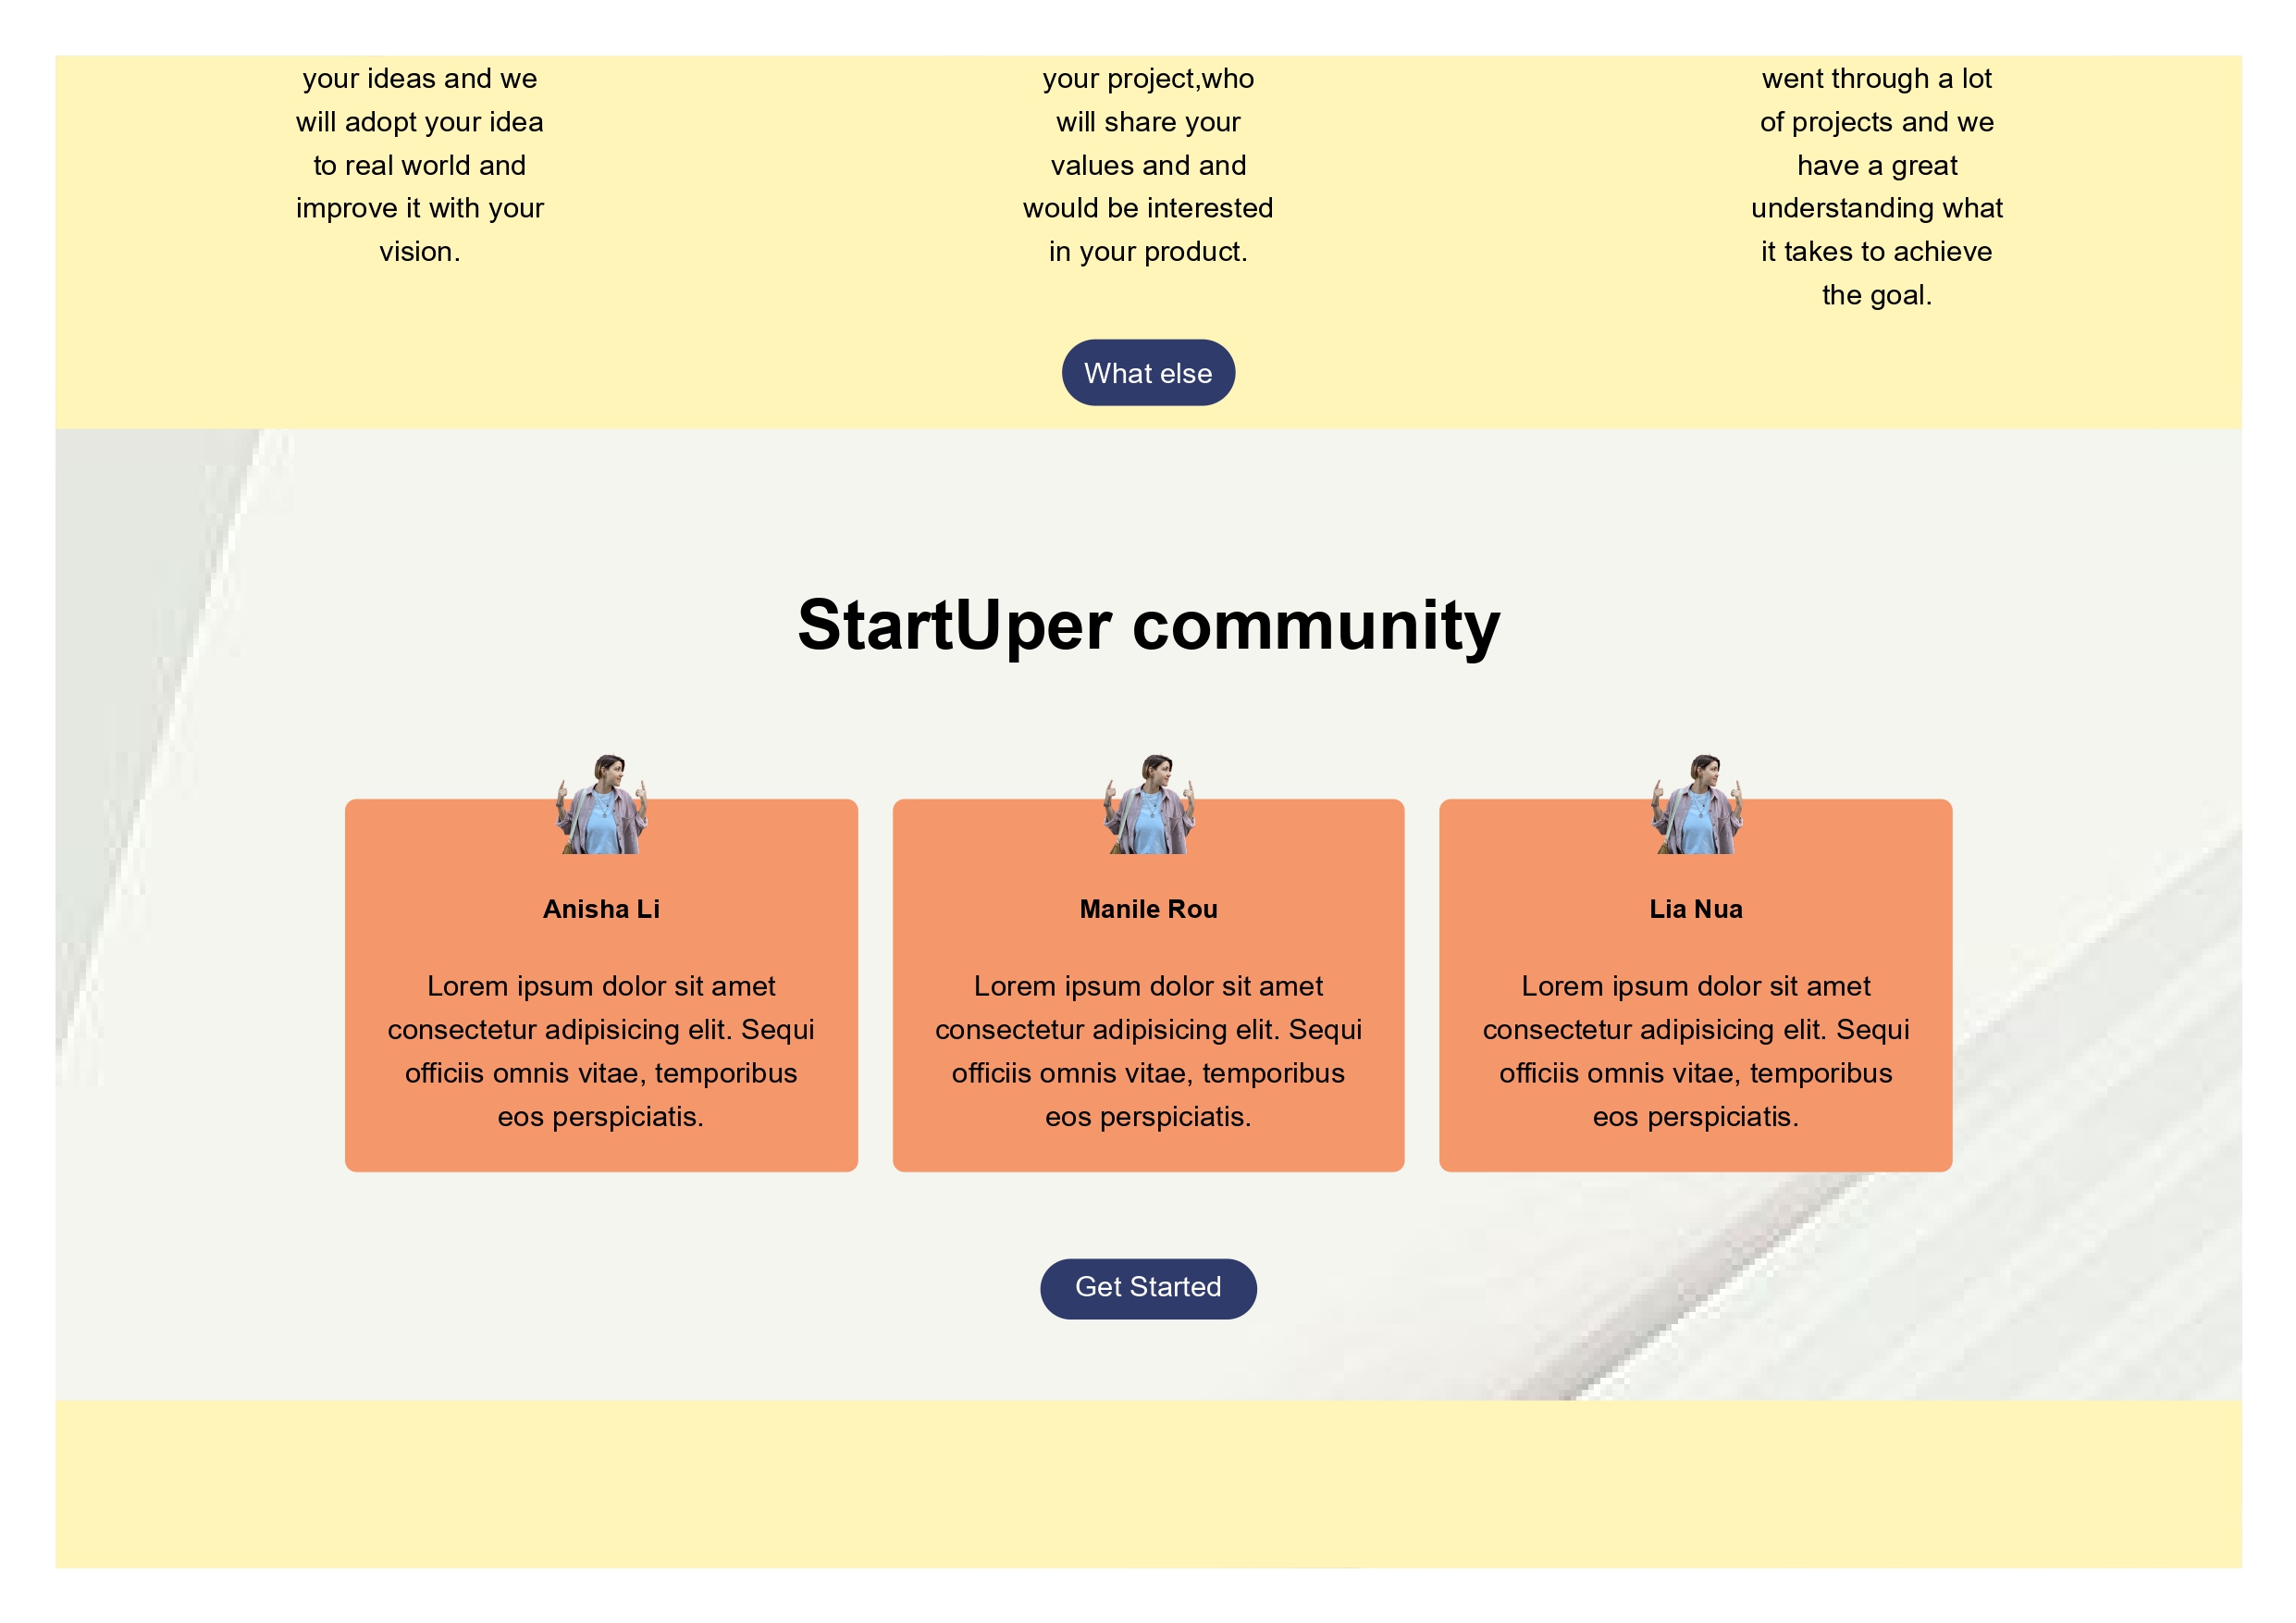 your ideas and we
will adopt your idea
to real world and
improve it with your
vision.
your project,who
will share your
values and and
would be interested
in your product.
went through a lot
of projects and we
have a great
understanding what
it takes to achieve
the goal.
What else
StartUper community
Anisha Li
Lorem ipsum dolor sit amet
consectetur adipisicing elit. Sequi
officiis omnis vitae, temporibus
eos perspiciatis.
Manile Rou
Lorem ipsum dolor sit amet
consectetur adipisicing elit. Sequi
officiis omnis vitae, temporibus
eos perspiciatis.
Lia Nua
Lorem ipsum dolor sit amet
consectetur adipisicing elit. Sequi
officiis omnis vitae, temporibus
eos perspiciatis.
Get Started